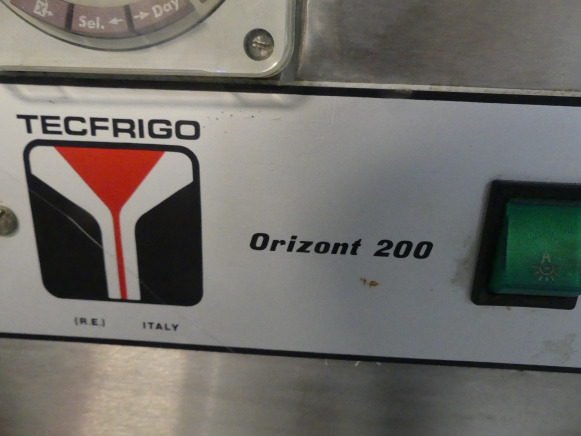 Sel. ← → Day
TECFRIGO
Orizont 200
A
(R.E.) ITALY